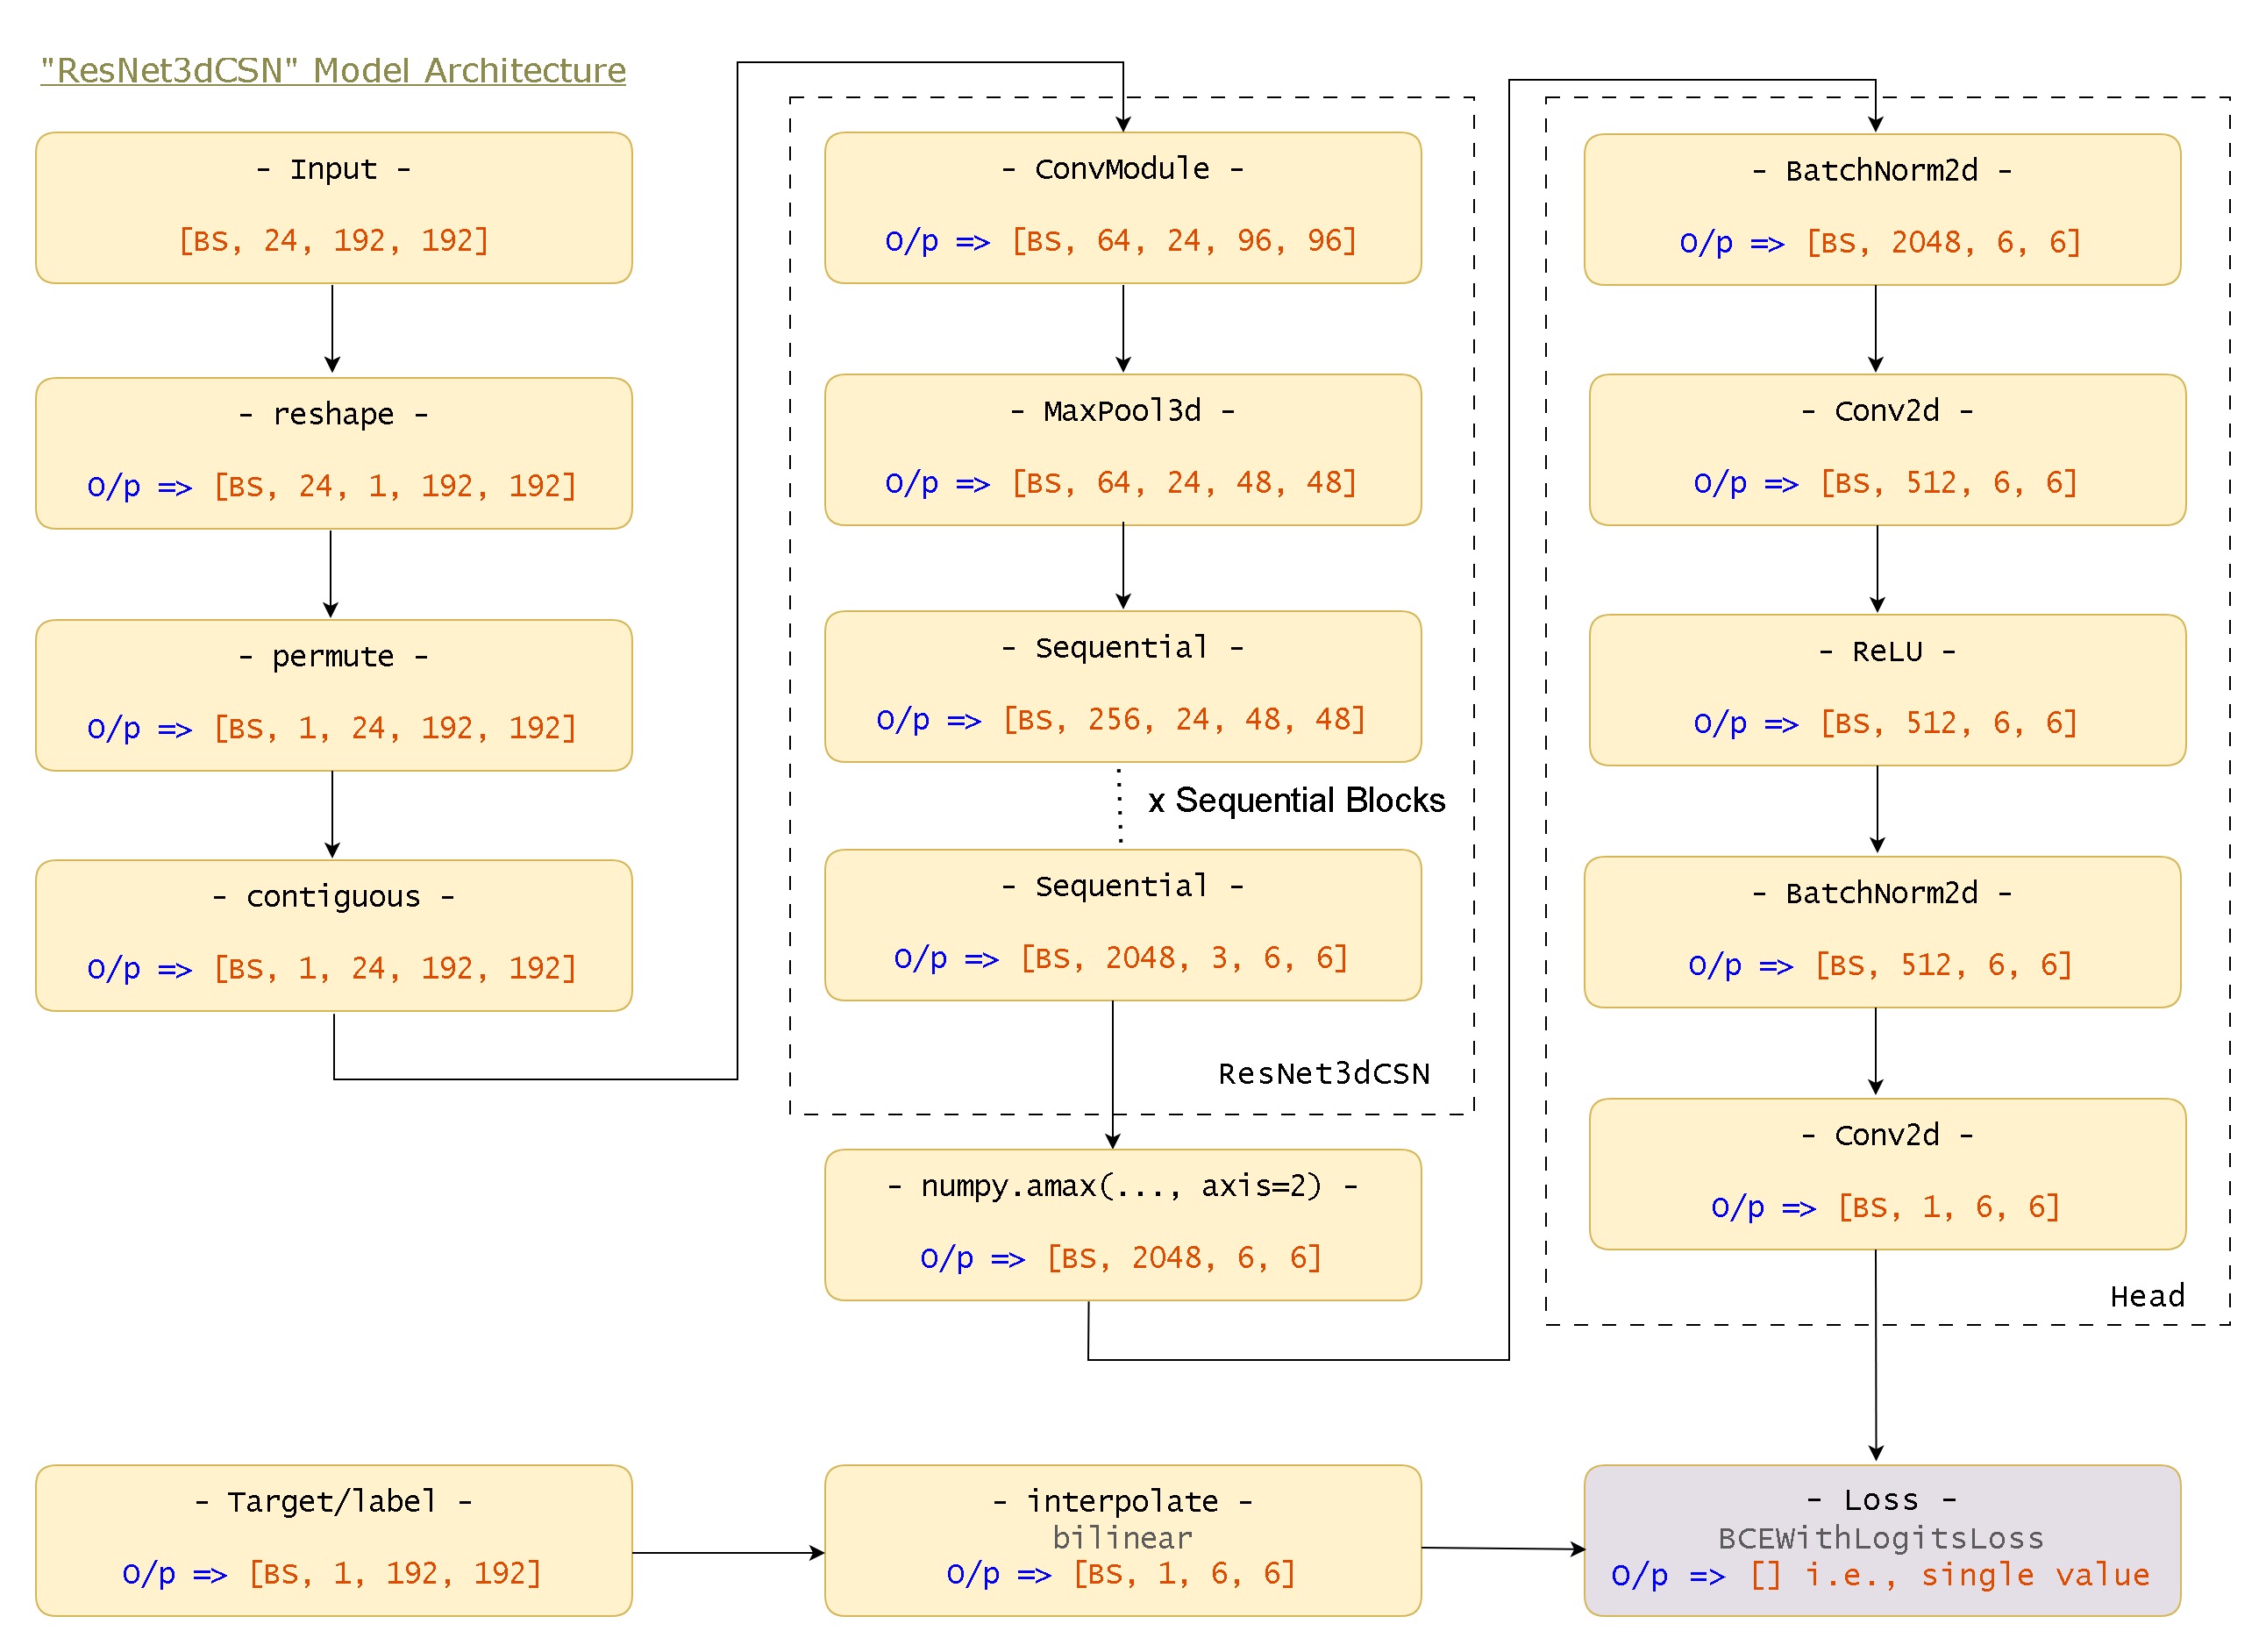 "ResNet3dCSN" Model Architecture
- Input -
[BS, 24, 192, 192]
- reshape -
O/p => [BS, 24, 1, 192, 192]
- permute -
O/p => [BS, 1, 24, 192, 192]
- contiguous -
O/p => [BS, 1, 24, 192, 192]
- ConvModule -
O/p => [BS, 64, 24, 96, 96]
- MaxPool3d -
O/p => [BS, 64, 24, 48, 48]
- Sequential -
O/p => [BS, 256, 24, 48, 48]
x Sequential Blocks
- Sequential -
O/p => [BS, 2048, 3, 6, 6]
ResNet3dCSN
- numpy.amax(..., axis=2) -
O/p => [BS, 2048, 6, 6]
- BatchNorm2d -
O/p => [BS, 2048, 6, 6]
- Conv2d -
O/p => [BS, 512, 6, 6]
- ReLU -
O/p => [BS, 512, 6, 6]
- BatchNorm2d -
O/p => [BS, 512, 6, 6]
- Conv2d -
O/p => [BS, 1, 6, 6]
Head
- Target/label -
O/p => [BS, 1, 192, 192]
- interpolate -
bilinear
O/p => [BS, 1, 6, 6]
- Loss -
BCEWithLogitsLoss
O/p => [] i.e., single value